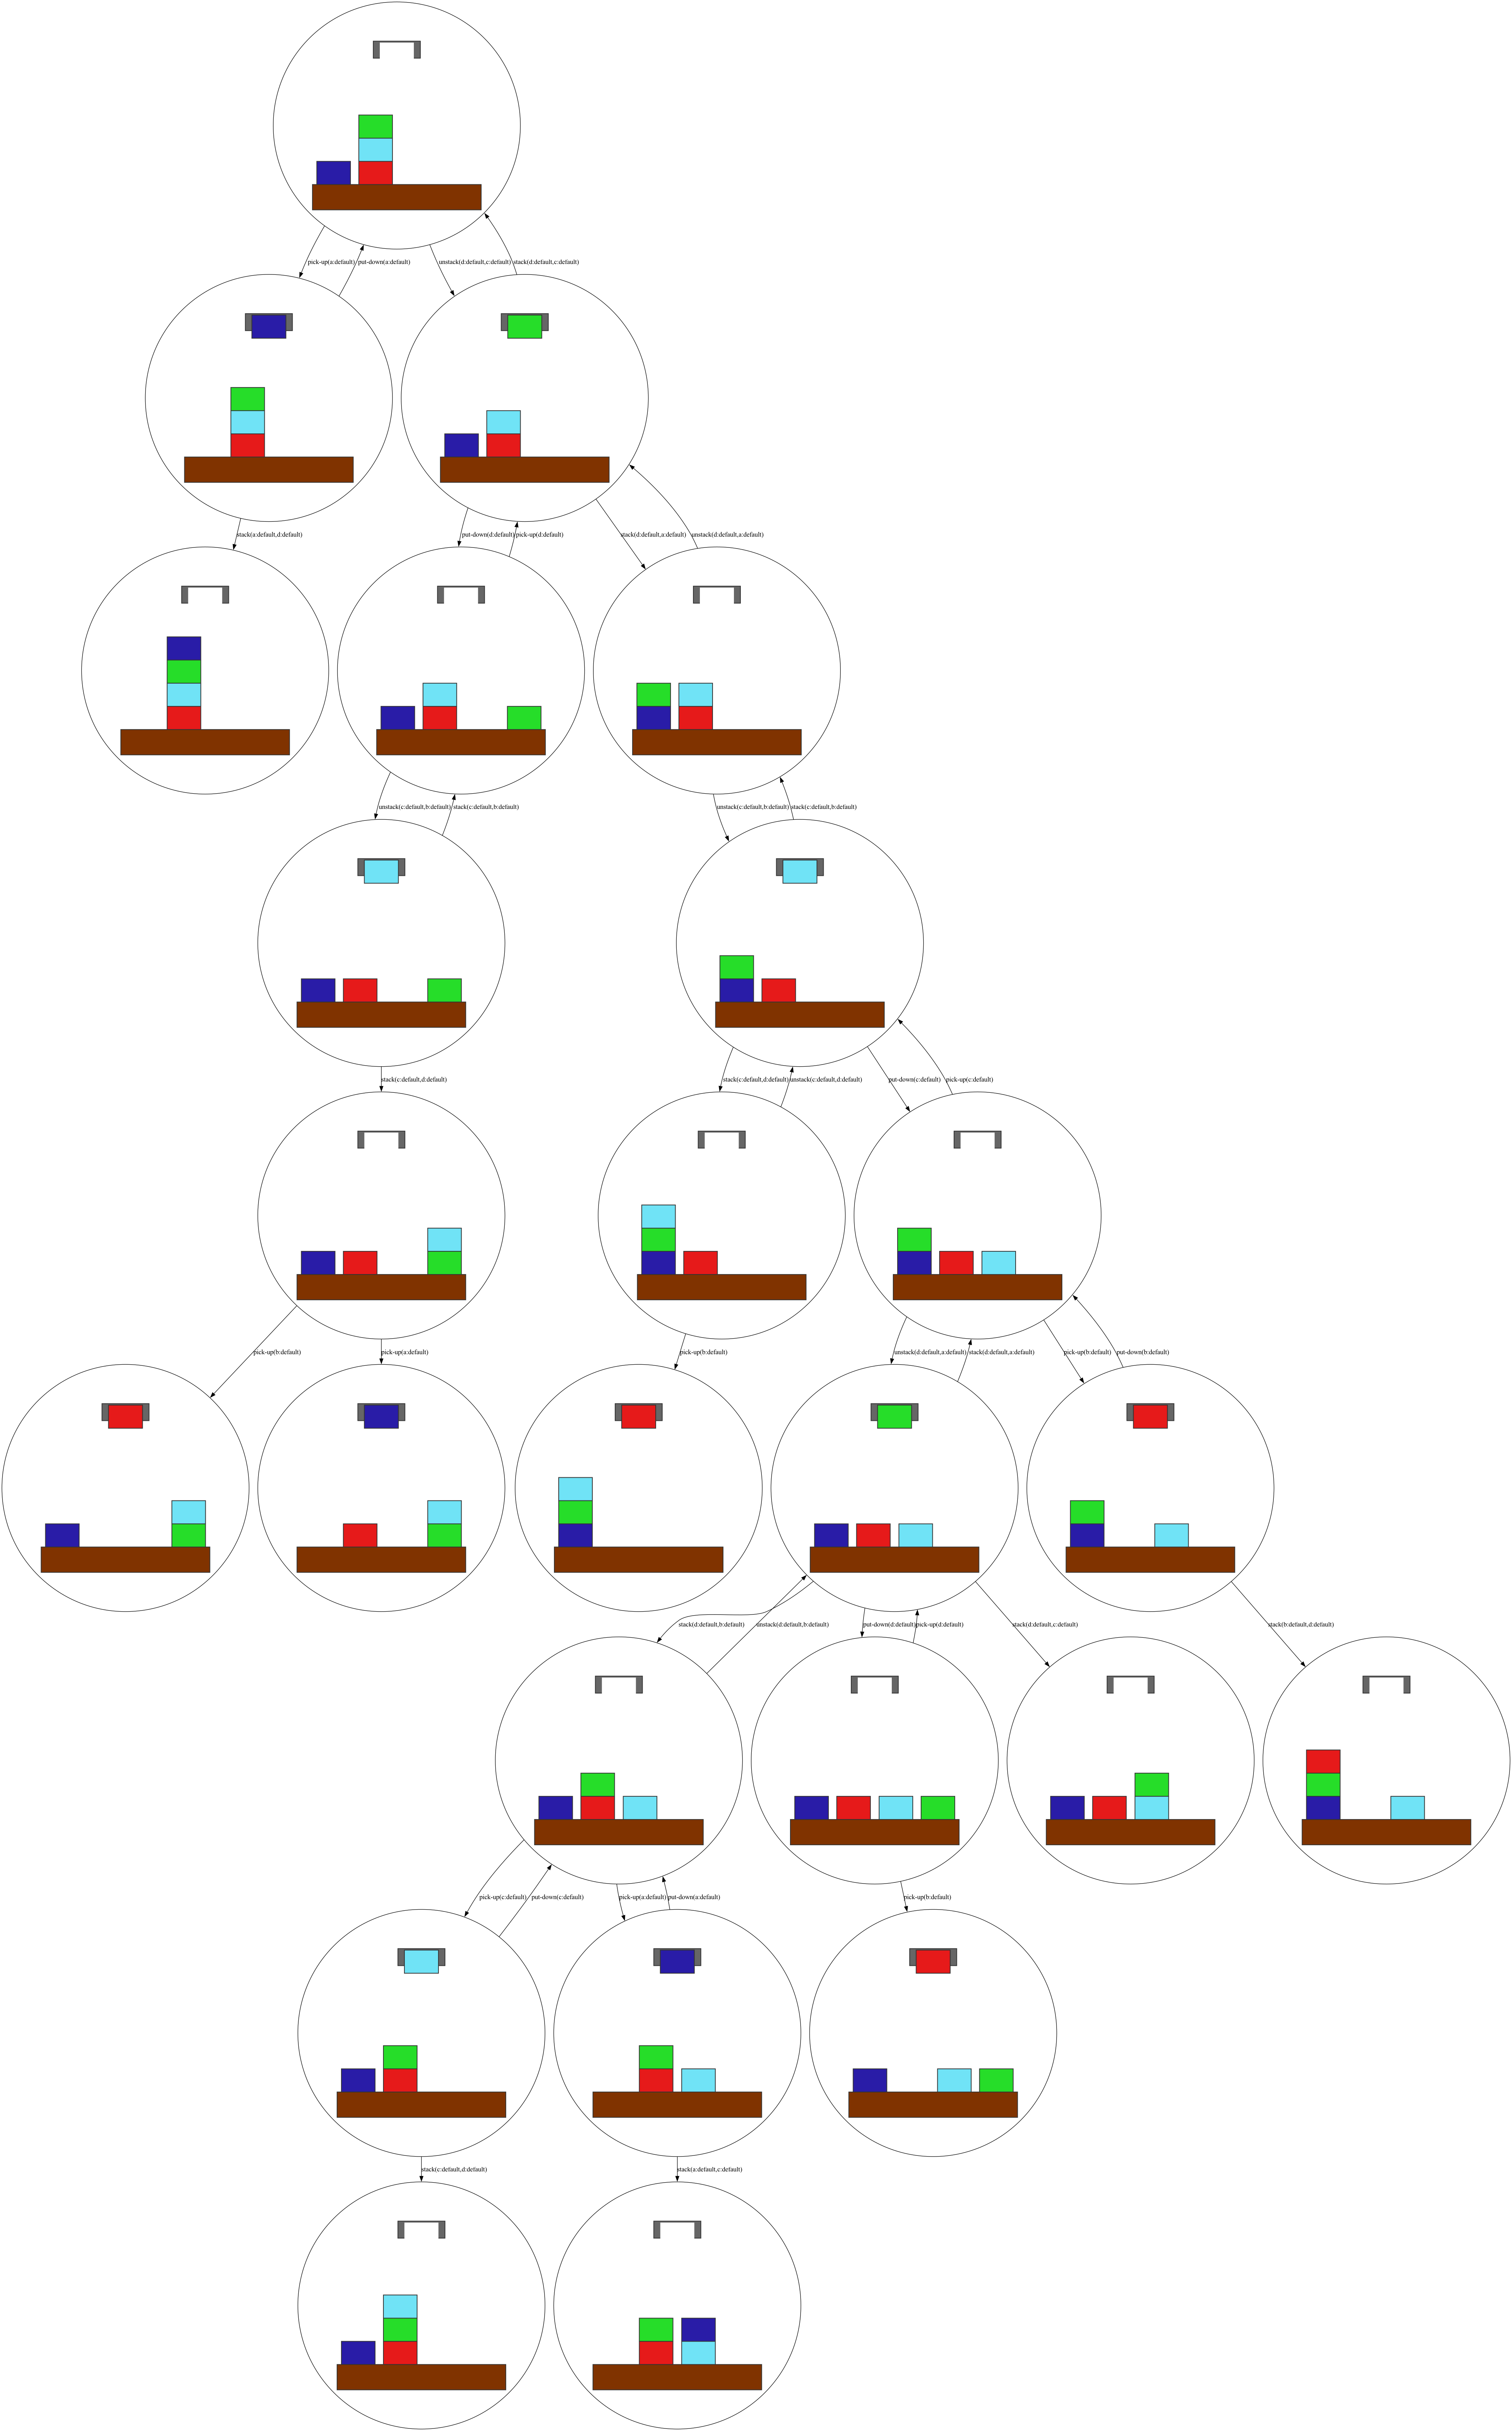 pick-up(a:default)
put-down(a:default)
unstack(d:default,c:default)
stack(d:default,c:default)
stack(a:default,d:default)
put-down(d:default)
pick-up(d:default)
stack(d:default,a:default)
unstack(d:default,a:default)
unstack(c:default,b:default)
stack(c:default,b:default)
unstack(c:default,b:default)
stack(c:default,b:default)
stack(c:default,d:default)
stack(c:default,d:default)
unstack(c:default,d:default)
put-down(c:default)
pick-up(c:default)
pick-up(b:default)
pick-up(a:default)
pick-up(b:default)
unstack(d:default,a:default)
stack(d:default,a:default)
pick-up(b:default)
put-down(b:default)
stack(d:default,b:default)
unstack(d:default,b:default)
put-down(d:default)
pick-up(d:default)
stack(d:default,c:default)
stack(b:default,d:default)
pick-up(c:default)
put-down(c:default)
pick-up(a:default)
put-down(a:default)
pick-up(b:default)
stack(c:default,d:default)
stack(a:default,c:default)